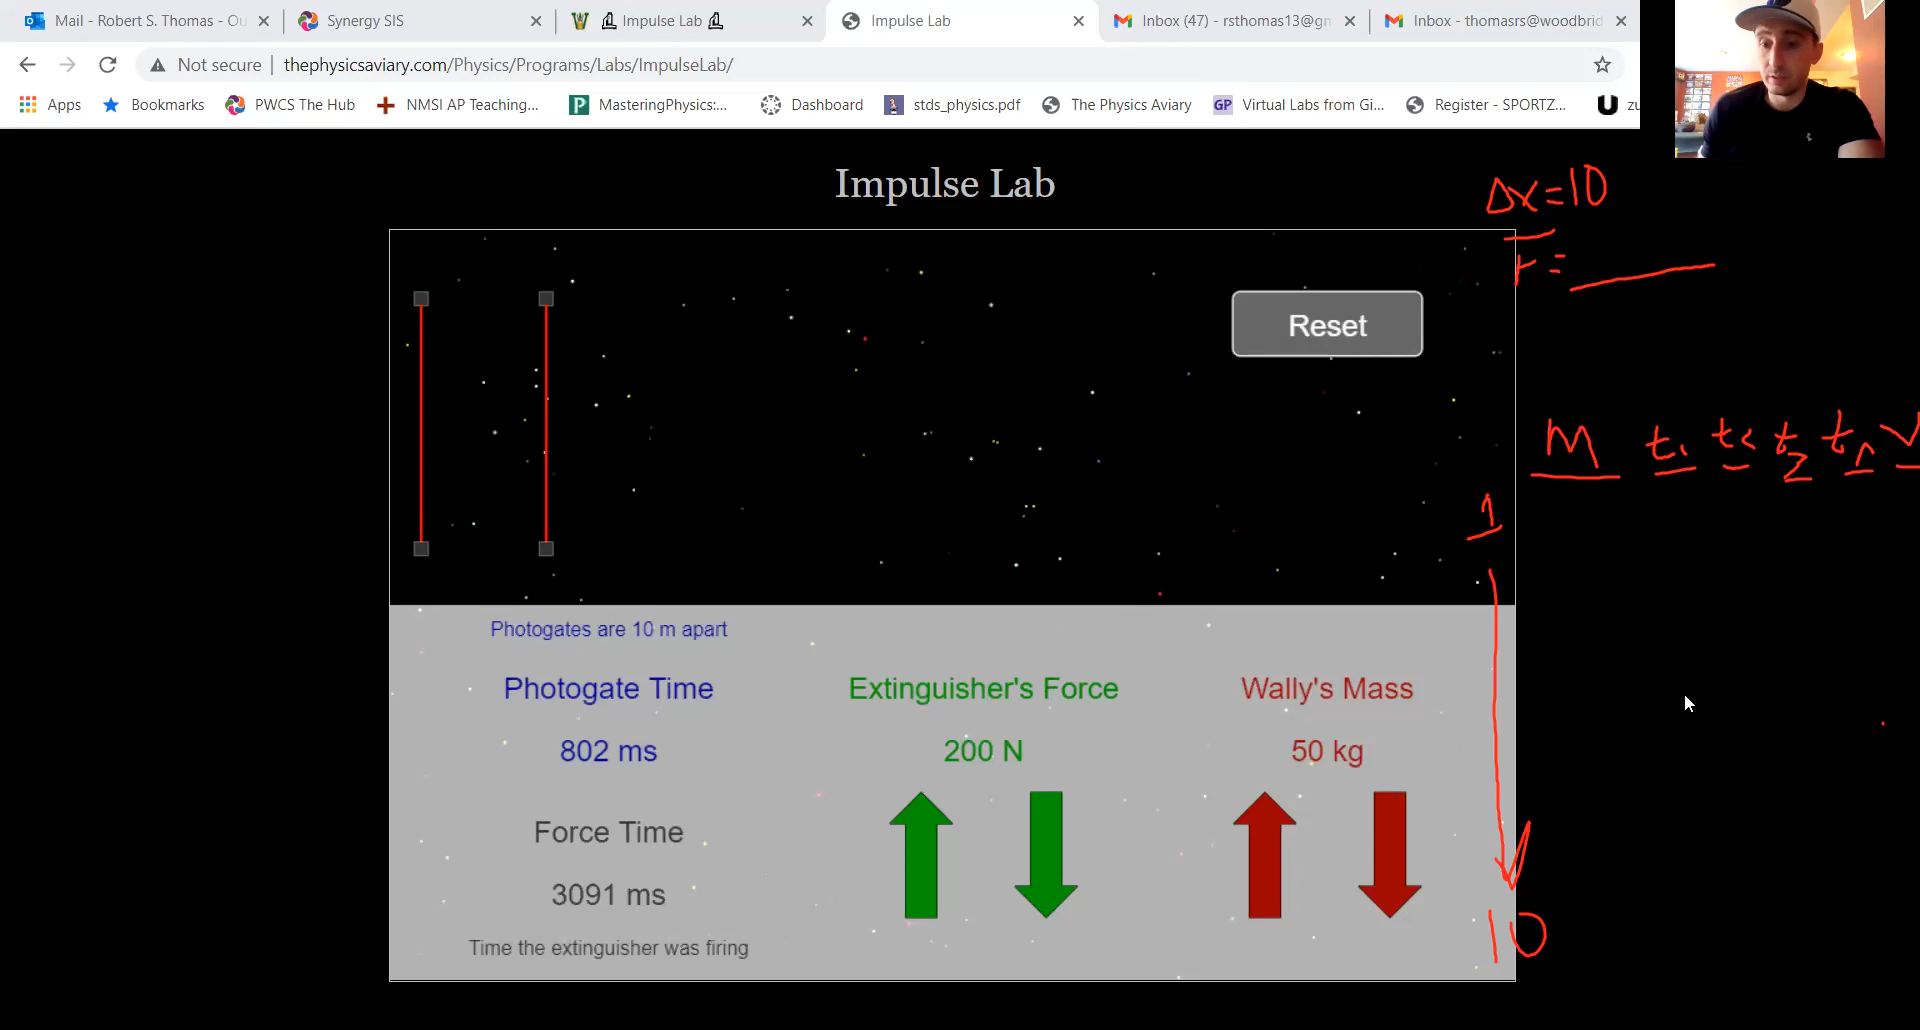 Mail - Robert S. Thomas - Ou
Synergy SIS
Impulse Lab
Impulse Lab
Inbox (47) - rsthomas13@gm
Inbox - thomasrs@woodbrid
Not secure | thephysicsaviary.com/Physics/Programs/Labs/ImpulseLab/
Apps
Bookmarks
PWCS The Hub
NMSI AP Teaching...
P
MasteringPhysics:...
Dashboard
stds_physics.pdf
The Physics Aviary
GP
Virtual Labs from Gi...
Register - SPORTZ...
U
zu
Impulse Lab
Δx=10
Reset
M t₁ t₂
1
Photogates are 10 m apart
Photogate Time
Extinguisher's Force
Wally's Mass
802 ms
200 N
50 kg
Force Time
3091 ms
Time the extinguisher was firing
10